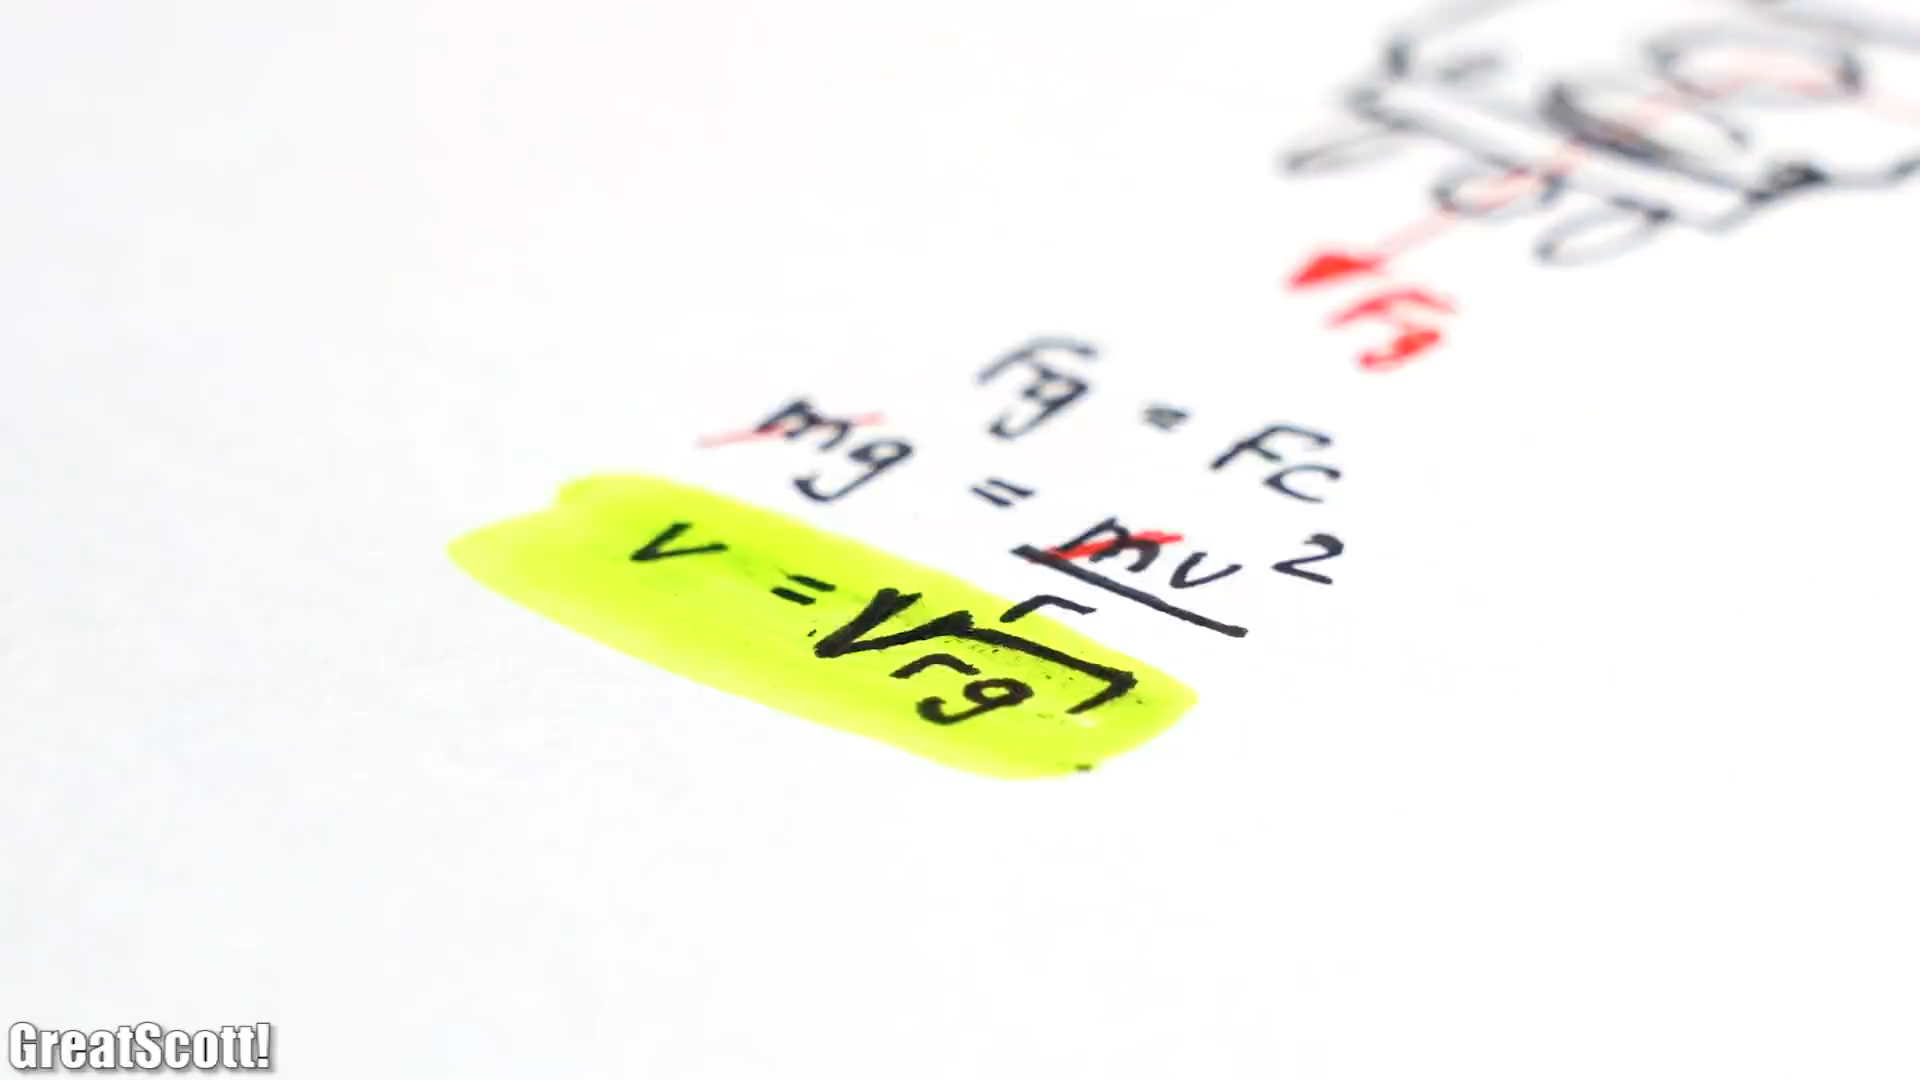 Fg
Fg = Fc
mg = mv²/r
v = √rg
GreatScott!